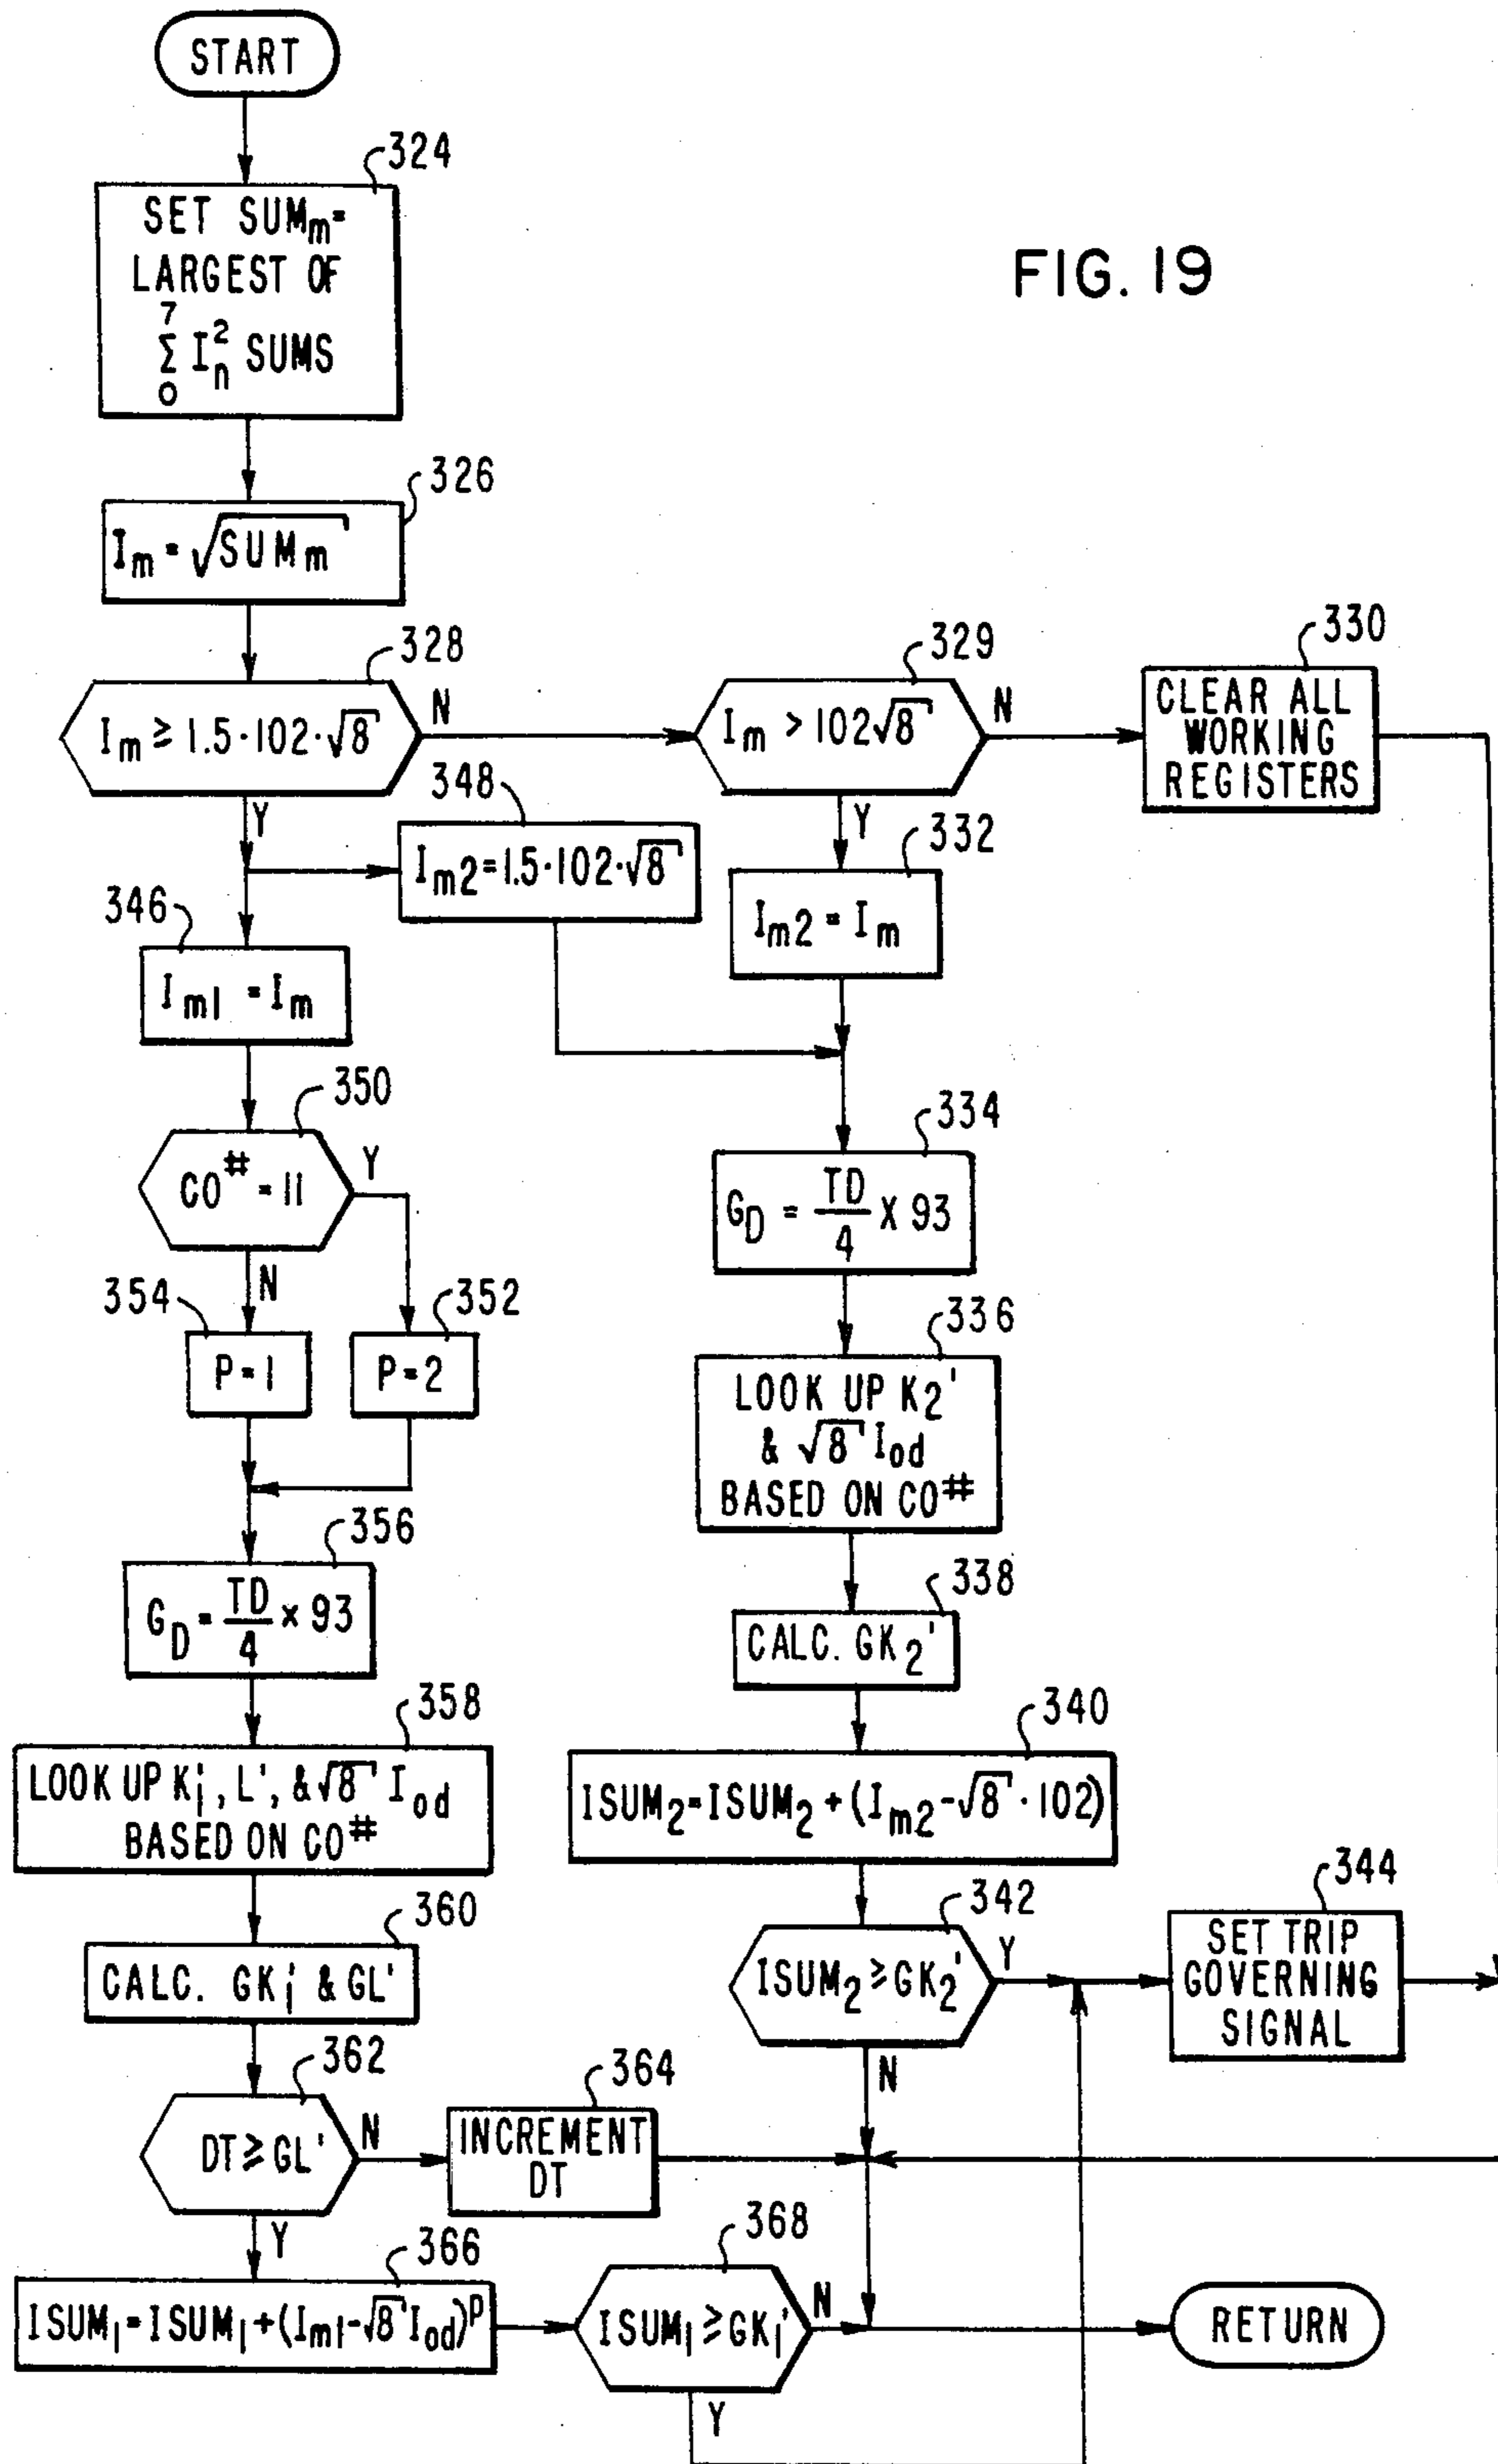 START
324
SET SUMm=
LARGEST OF
7
Σ I²n SUMS
0
FIG. 19
326
Im = √SUMm
328
Im ≥ 1.5·102·√8
N
Y
329
Im > 102√8
N
Y
330
CLEAR ALL
WORKING
REGISTERS
348
Im2 = 1.5·102·√8
332
Im2 = Im
346
Im1 = Im
350
CO# = 11
Y
N
354
P=1
352
P=2
334
GD = TD/4 X 93
336
LOOK UP K2'
& √8 Iod
BASED ON CO#
356
GD = TD/4 × 93
338
CALC. GK2'
358
LOOK UP K1', L', & √8 Iod
BASED ON CO#
340
ISUM2 = ISUM2 + (Im2 - √8 · 102)
360
CALC. GK1' & GL'
342
ISUM2 ≥ GK2'
Y
N
344
SET TRIP
GOVERNING
SIGNAL
362
DT ≥ GL'
N
Y
364
INCREMENT
DT
366
ISUM1 = ISUM1 + (Im1 - √8 Iod)P
368
ISUM1 ≥ GK1'
N
Y
RETURN